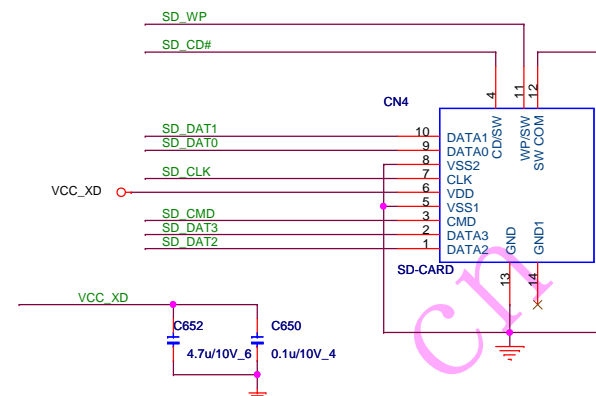 SD_WP
SD_CD#
CN4
4
11
12
CD/SW
WP/SW
SW COM
SD_DAT1 10 DATA1
SD_DAT0 9 DATA0
8 VSS2
SD_CLK 7 CLK
VCC_XD 6 VDD
5 VSS1
SD_CMD 3 CMD
SD_DAT3 2 DATA3
SD_DAT2 1 DATA2
GND
GND1
SD-CARD
13
14
cn
VCC_XD
C652
4.7u/10V_6
C650
0.1u/10V_4